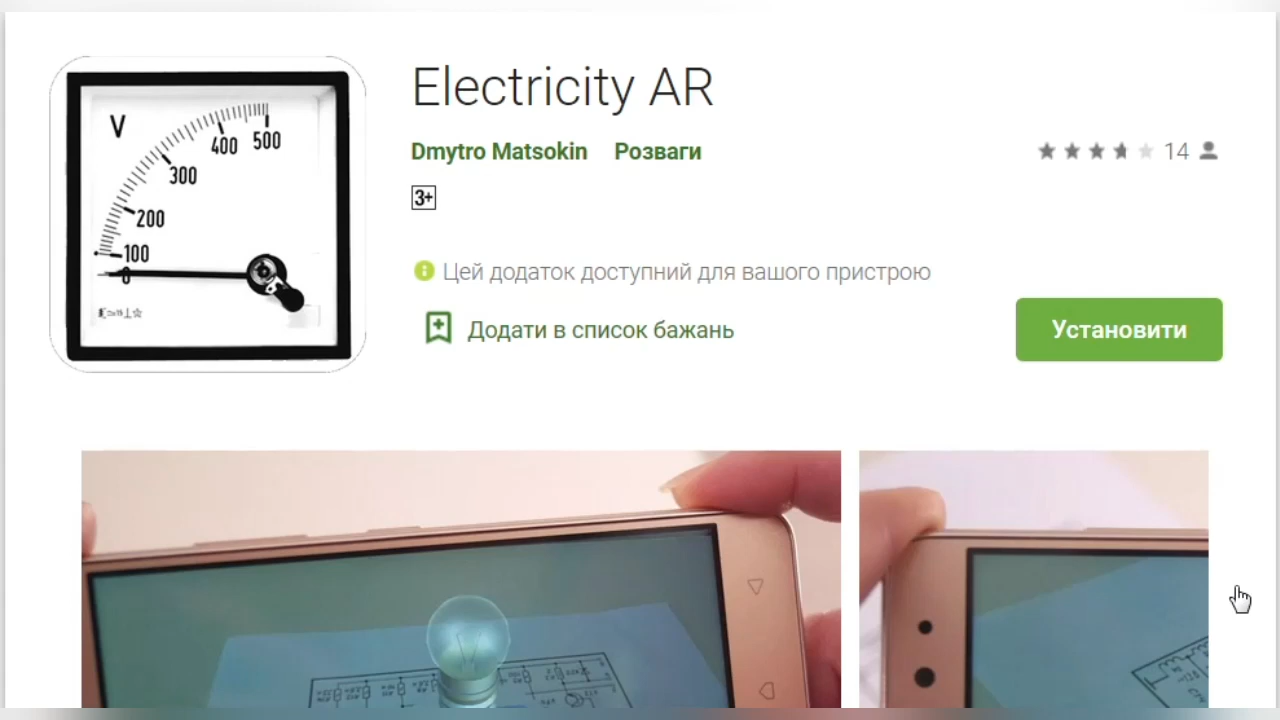 Electricity AR
Dmytro Matsokin Розваги
14
3+
Цей додаток доступний для вашого пристрою
Додати в список бажань
Установити
V
500
400
300
200
100
0